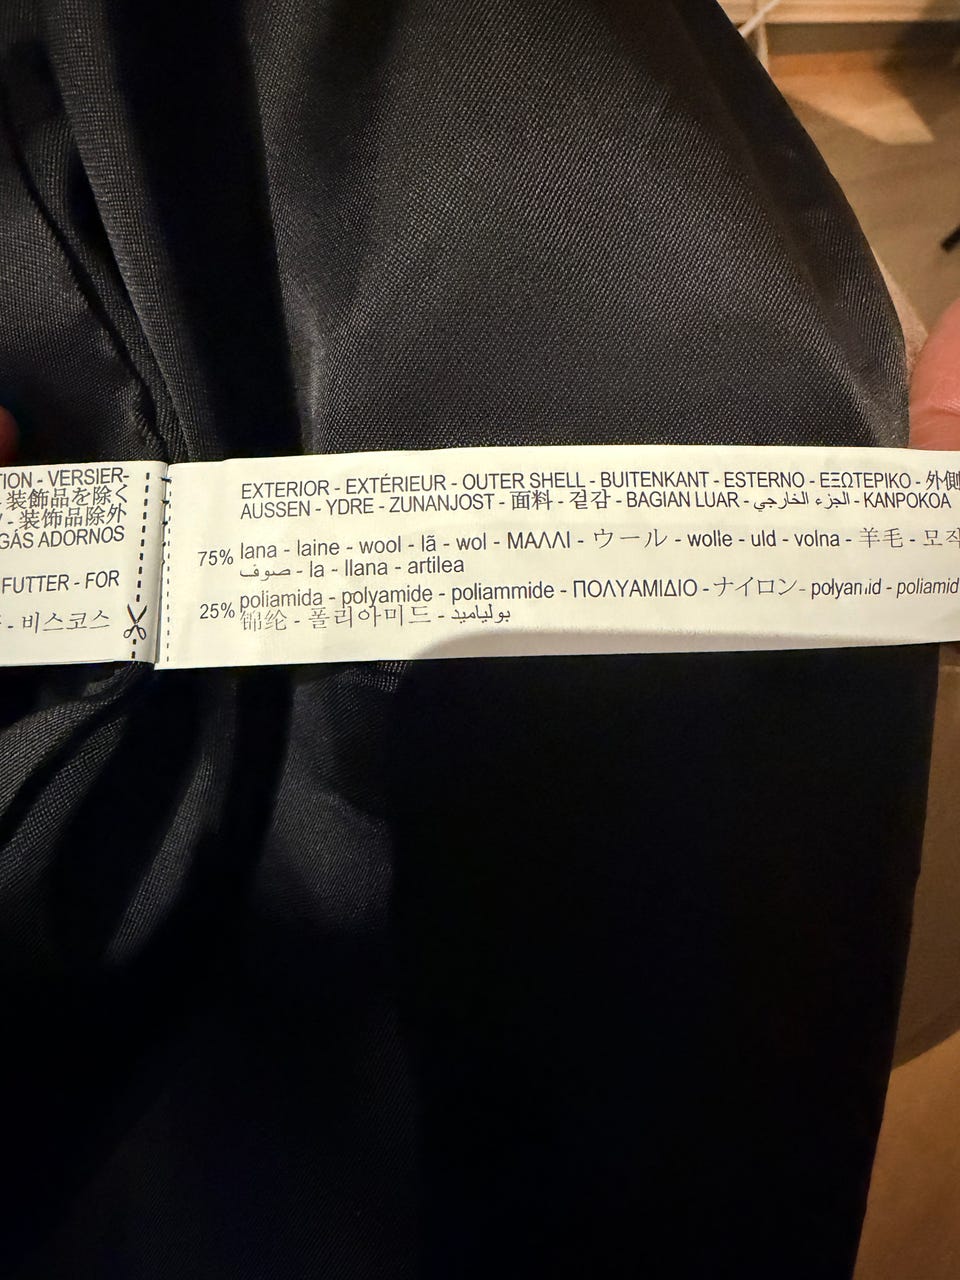 TION - VERSIER-
- 装飾品を除く
- 装飾品除外
GAS ADORNOS
FUTTER - FOR
- 비스코스
EXTERIOR - EXTÉRIEUR - OUTER SHELL - BUITENKANT - ESTERNO - ΕΞΩΤΕΡΙΚΟ - 外側
AUSSEN - YDRE - ZUNANJOST - 面料 - 겉감 - BAGIAN LUAR - الجزء الخارجي - KANPOKOA
75% lana - laine - wool - lã - wol - ΜΑΛΛΙ - ウール - wolle - uld - volna - 羊毛 - 모직
صوف - la - llana - artilea
25% poliamida - polyamide - poliammide - ΠΟΛΥΑΜΙΔΙΟ - ナイロン - polyamid - poliamid
锦纶 - 폴리아미드 - بولياميد